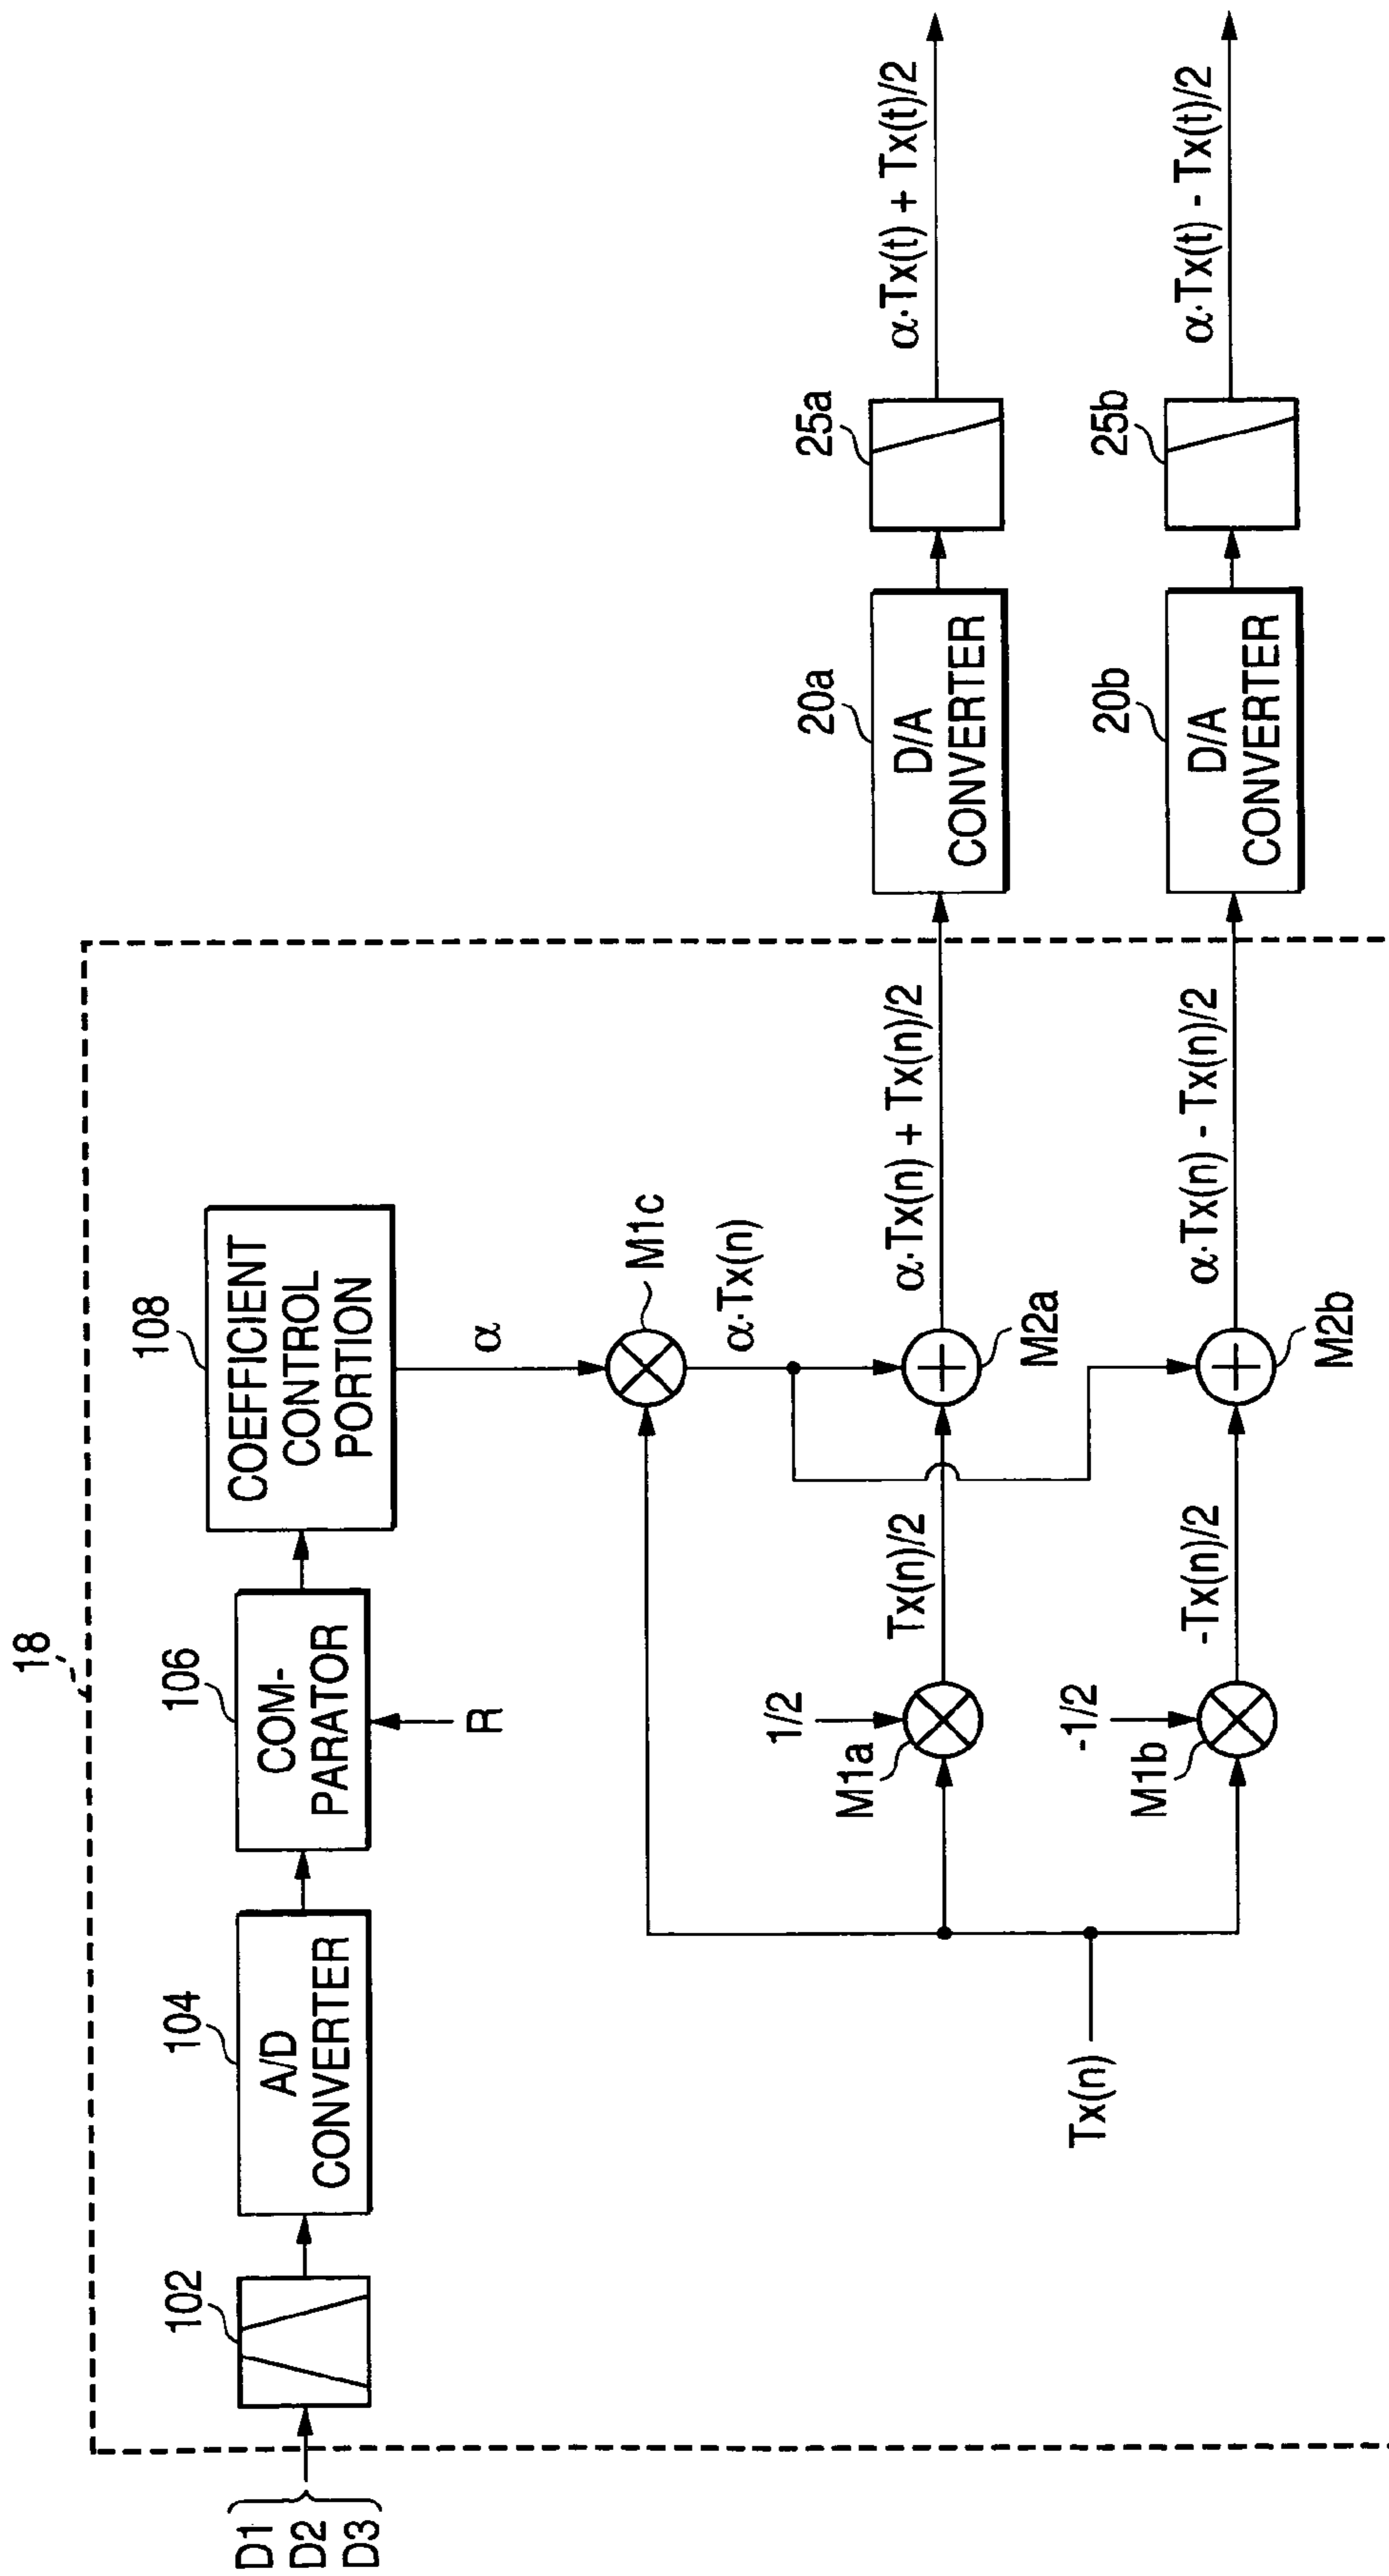 18
102
104
106
108
D1
D2
D3
A/D
CONVERTER
COM-
PARATOR
COEFFICIENT
CONTROL
PORTION
R
α
M1c
α·Tx(n)
25a
α·Tx(t) + Tx(t)/2
20a
D/A
CONVERTER
1/2
M1a
Tx(n)/2
M2a
α·Tx(n) + Tx(n)/2
Tx(n)
25b
α·Tx(t) - Tx(t)/2
20b
D/A
CONVERTER
-1/2
M1b
-Tx(n)/2
M2b
α·Tx(n) - Tx(n)/2